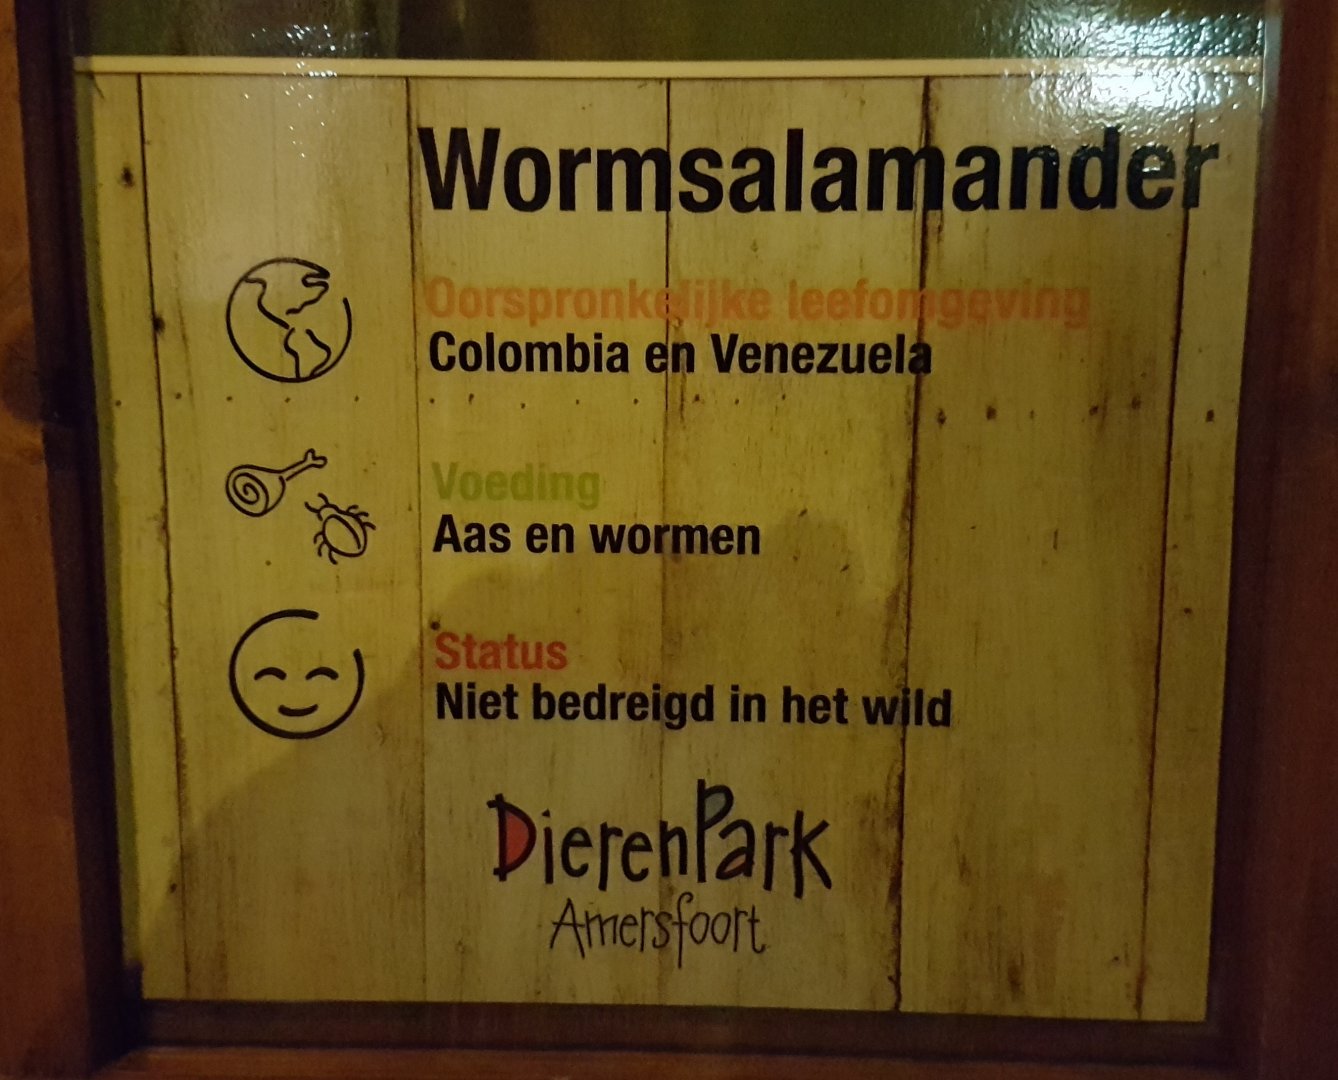 Wormsalamander
Oorspronkelijke leefomgeving
Colombia en Venezuela
Voeding
Aas en wormen
Status
Niet bedreigd in het wild
DierenPark
Amersfoort